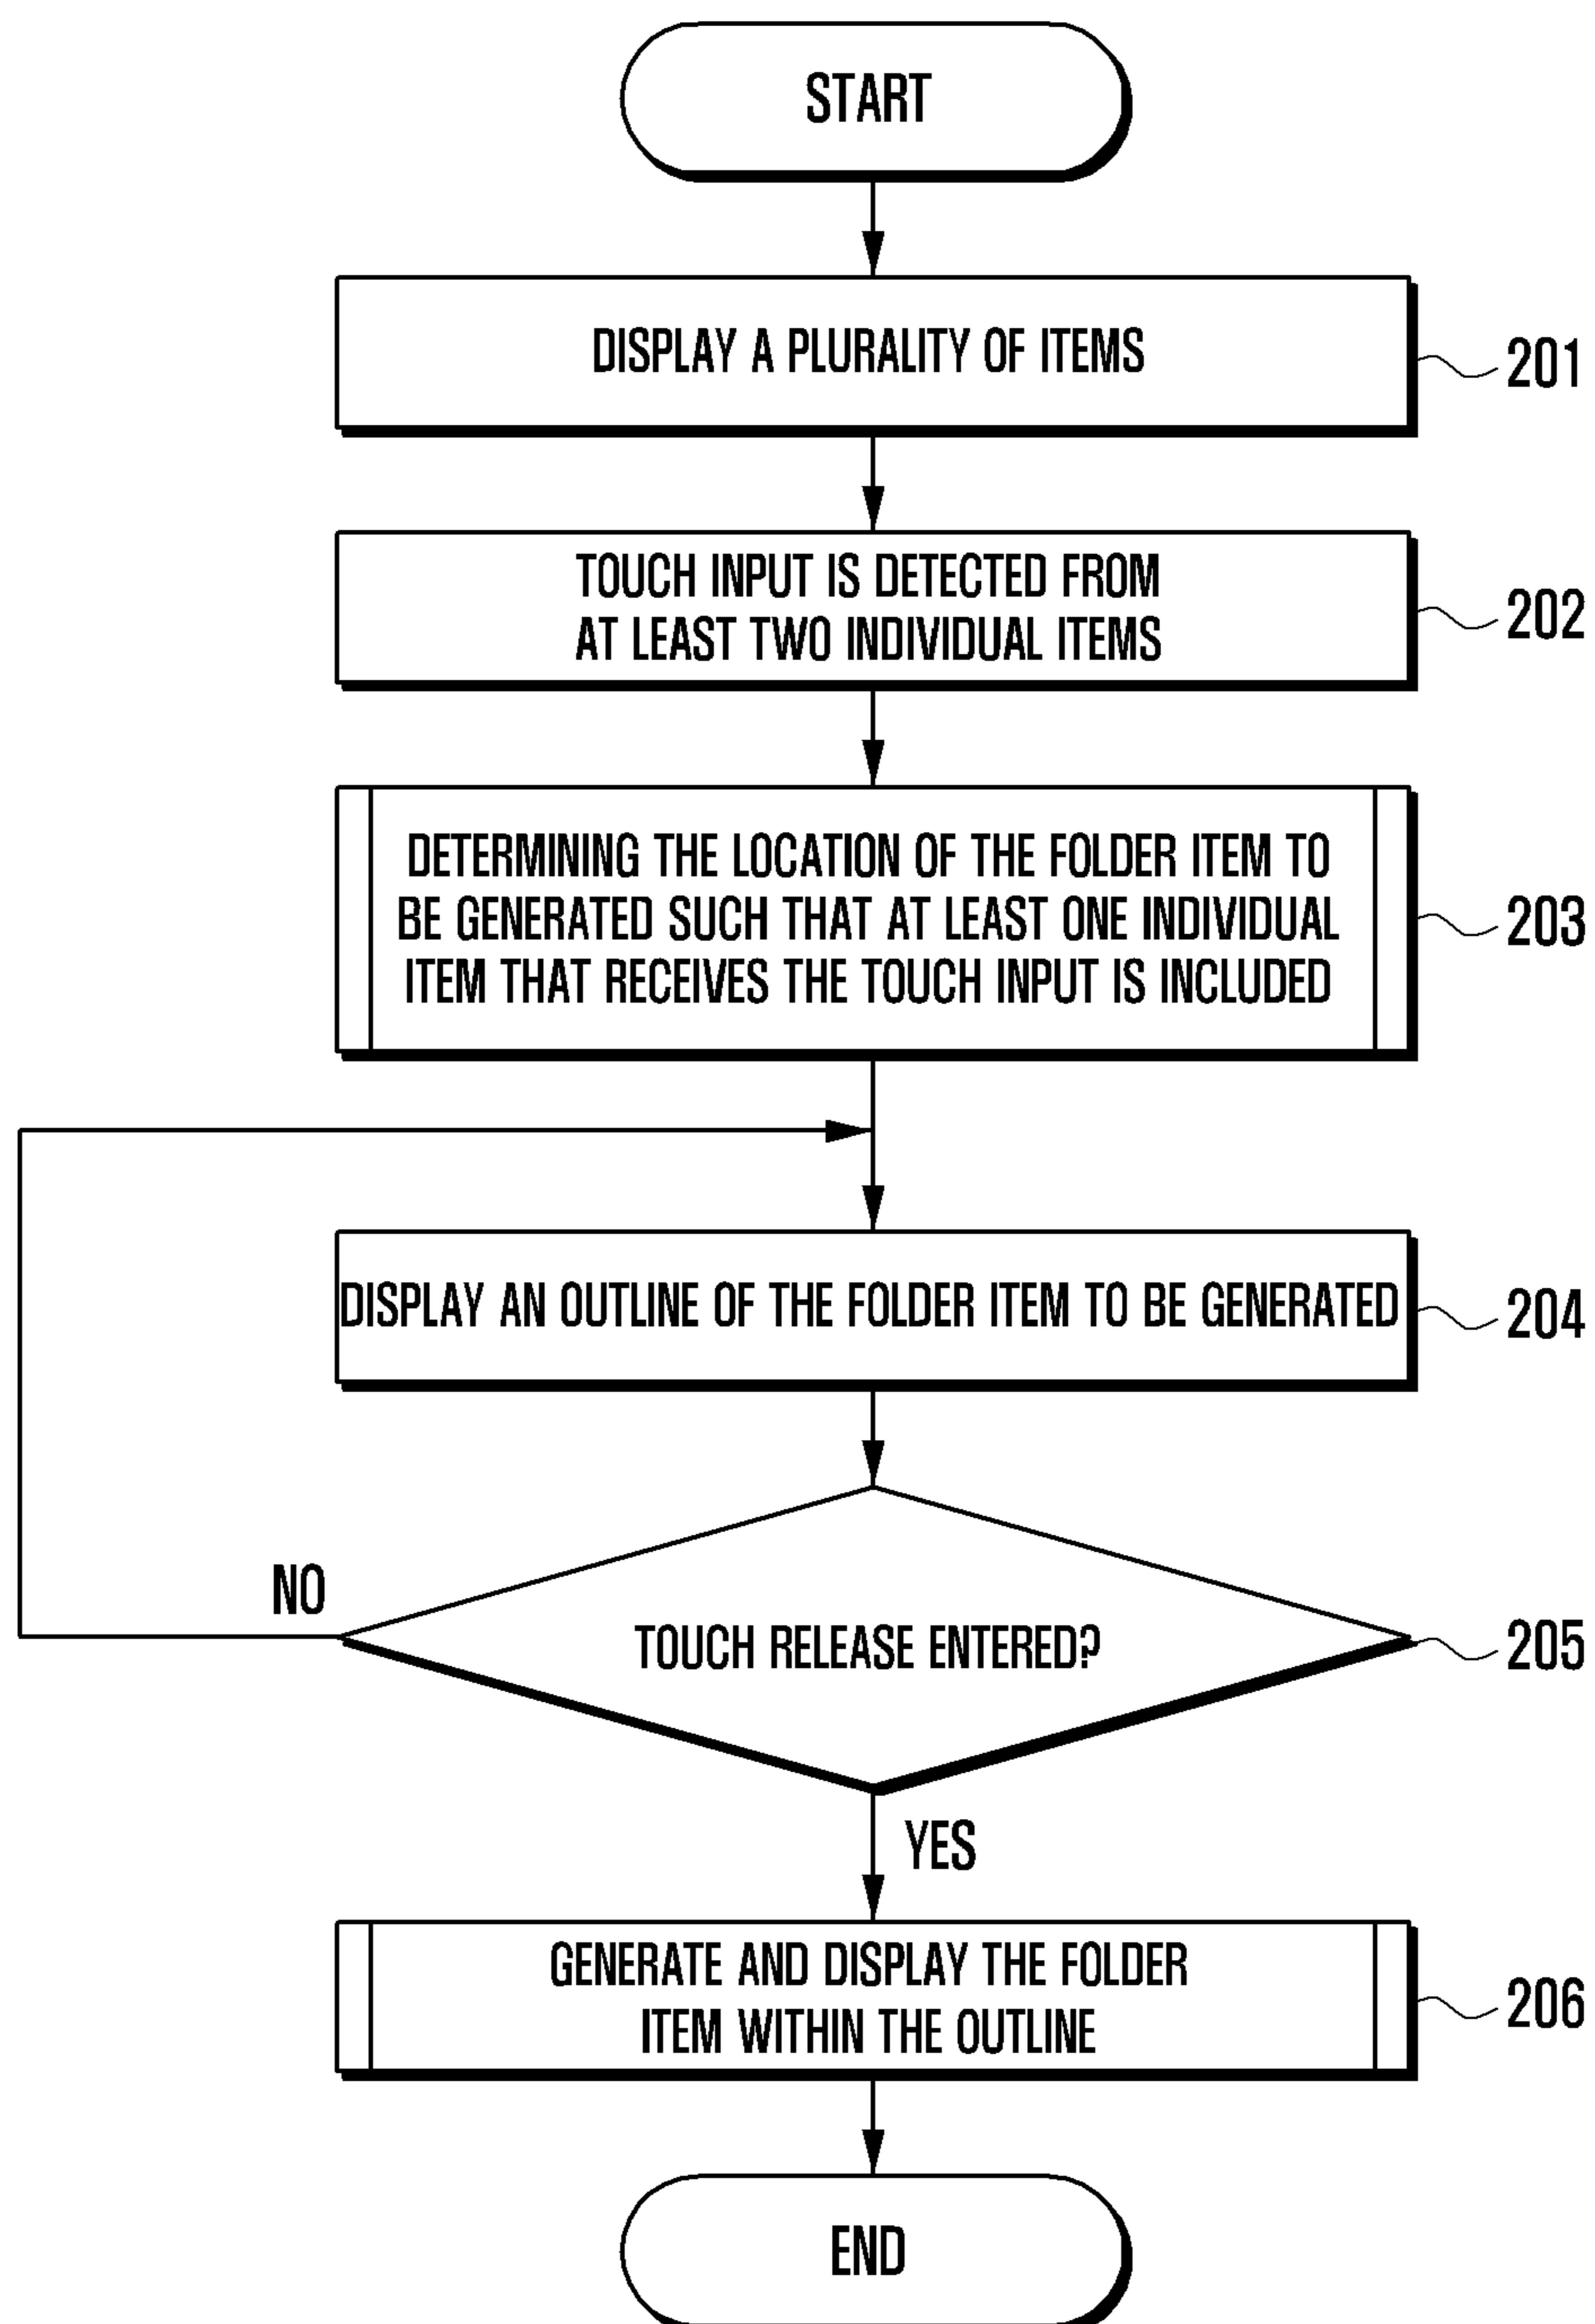 START
DISPLAY A PLURALITY OF ITEMS
201
TOUCH INPUT IS DETECTED FROM
AT LEAST TWO INDIVIDUAL ITEMS
202
DETERMINING THE LOCATION OF THE FOLDER ITEM TO
BE GENERATED SUCH THAT AT LEAST ONE INDIVIDUAL
ITEM THAT RECEIVES THE TOUCH INPUT IS INCLUDED
203
DISPLAY AN OUTLINE OF THE FOLDER ITEM TO BE GENERATED
204
NO
TOUCH RELEASE ENTERED?
205
YES
GENERATE AND DISPLAY THE FOLDER
ITEM WITHIN THE OUTLINE
206
END